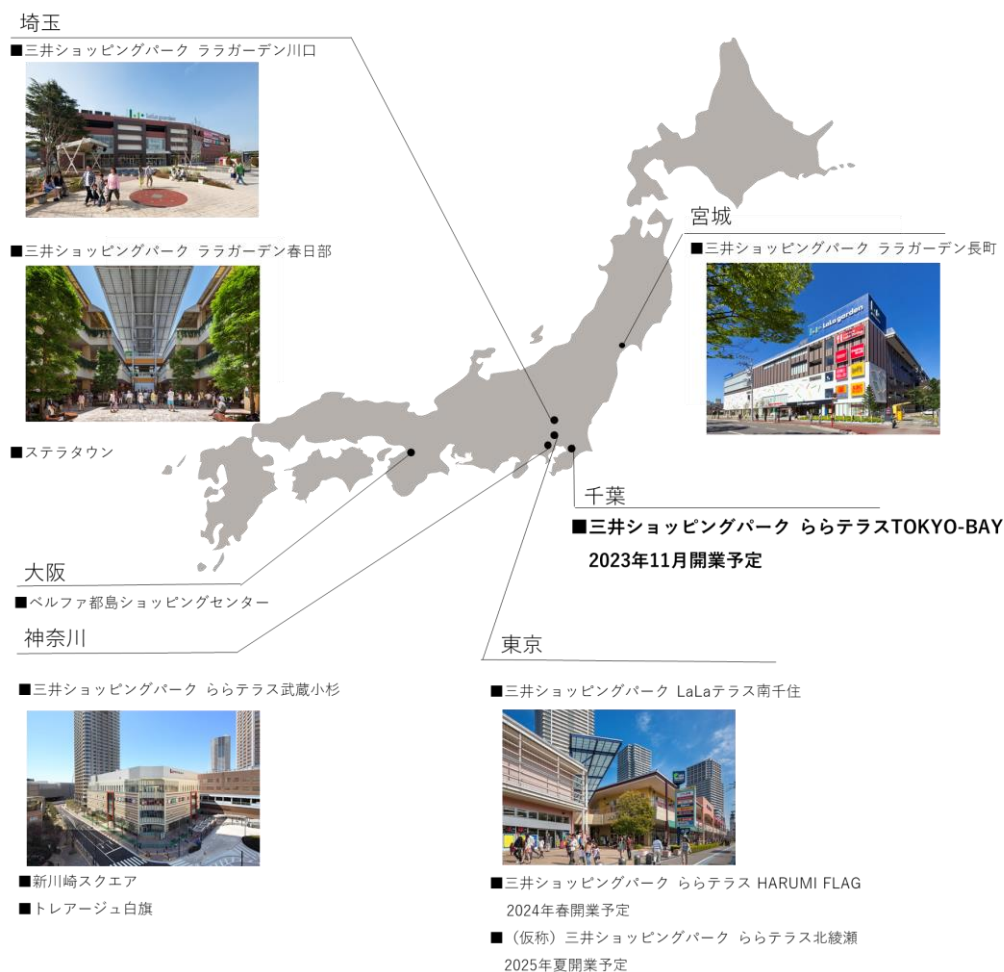 埼玉
■三井ショッピングパーク ララガーデン川口
Lala garden
■三井ショッピングパーク ララガーデン春日部
■ステラタウン
宮城
■三井ショッピングパーク ララガーデン長町
Lala garden
千葉
■三井ショッピングパーク ららテラスTOKYO-BAY
2023年11月開業予定
大阪
■ベルファ都島ショッピングセンター
神奈川
■三井ショッピングパーク ららテラス武蔵小杉
■新川崎スクエア
■トレアージュ白旗
東京
■三井ショッピングパーク LaLaテラス南千住
■三井ショッピングパーク ららテラス HARUMI FLAG
2024年春開業予定
■（仮称）三井ショッピングパーク ららテラス北綾瀬
2025年夏開業予定